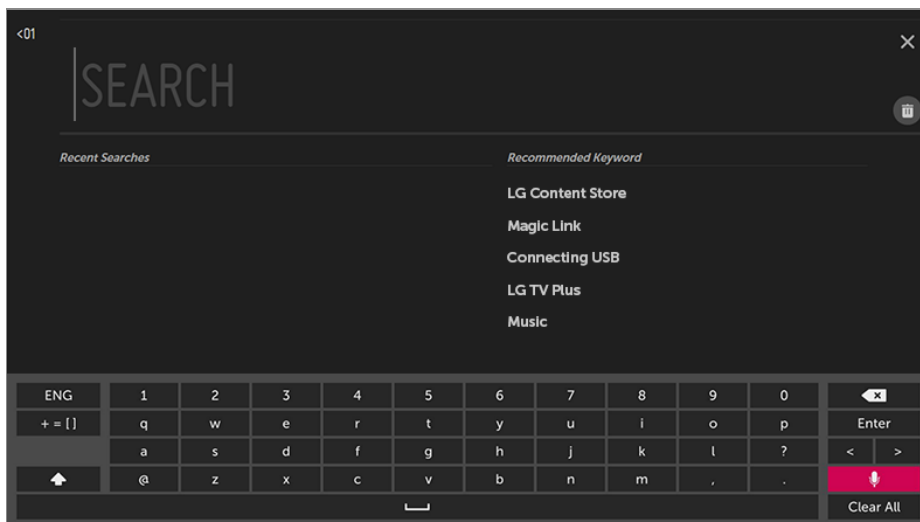 <01
SEARCH
Recent Searches
Recommended Keyword
LG Content Store
Magic Link
Connecting USB
LG TV Plus
Music
ENG 1 2 3 4 5 6 7 8 9 0
+ = [ ] q w e r t y u i o p Enter
a s d f g h j k l ? < >
@ z x c v b n m , .
Clear All